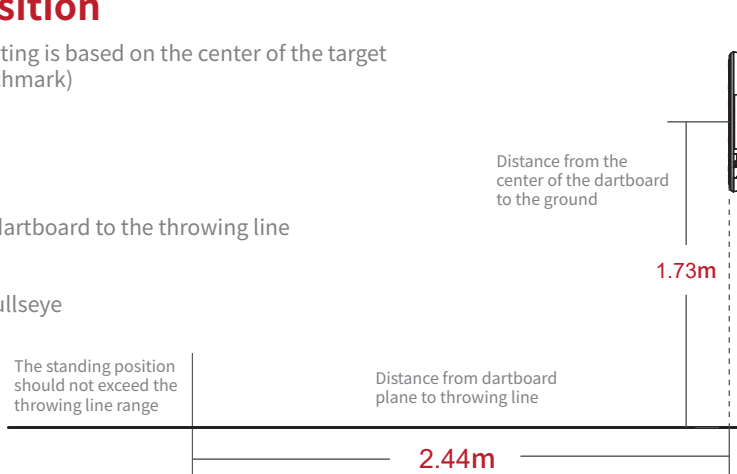 sition
ting is based on the center of the target
chmark)
Distance from the
center of the dartboard
to the ground
dartboard to the throwing line
1.73m
ullseye
The standing position
should not exceed the
throwing line range
Distance from dartboard
plane to throwing line
2.44m